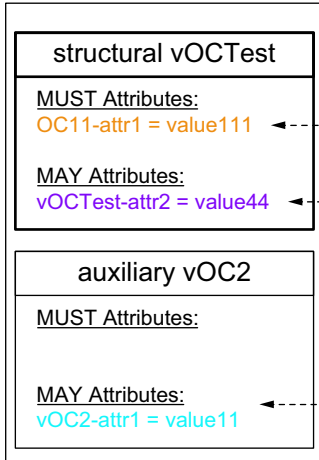 structural vOCTest
MUST Attributes:
OC11-attr1 = value111
MAY Attributes:
vOCTest-attr2 = value44
auxiliary vOC2
MUST Attributes:
MAY Attributes:
vOC2-attr1 = value11